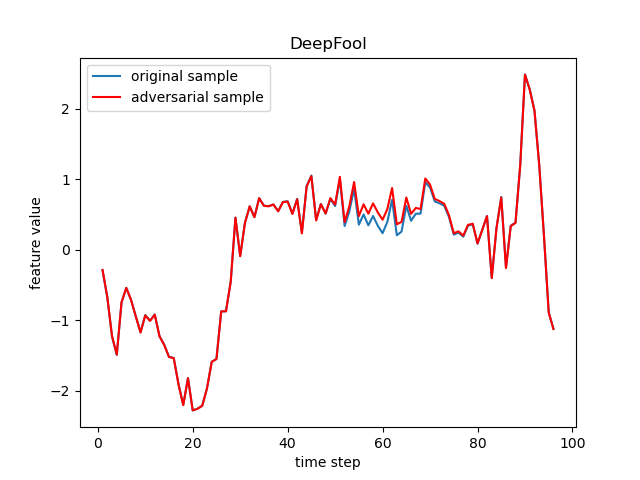 DeepFool
original sample
adversarial sample
feature value
2
1
0
−1
−2
0 20 40 60 80 100
time step